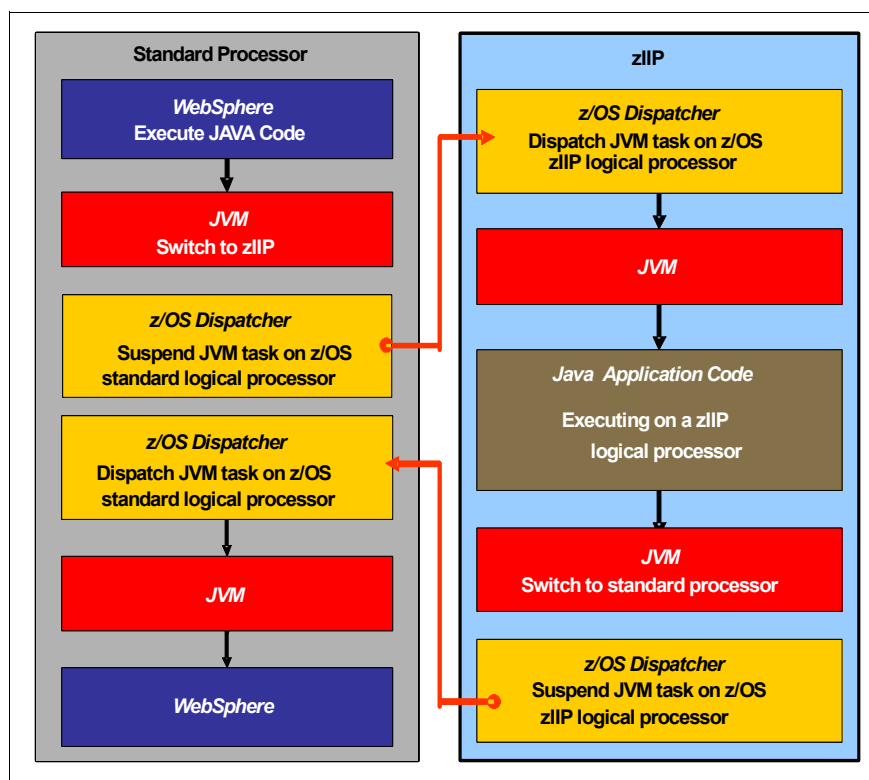 Standard Processor
WebSphere
Execute JAVA Code
JVM
Switch to zIIP
z/OS Dispatcher
Suspend JVM task on z/OS
standard logical processor
z/OS Dispatcher
Dispatch JVM task on z/OS
standard logical processor
JVM
WebSphere
zIIP
z/OS Dispatcher
Dispatch JVM task on z/OS
zIIP logical processor
JVM
Java Application Code
Executing on a zIIP
logical processor
JVM
Switch to standard processor
z/OS Dispatcher
Suspend JVM task on z/OS
zIIP logical processor